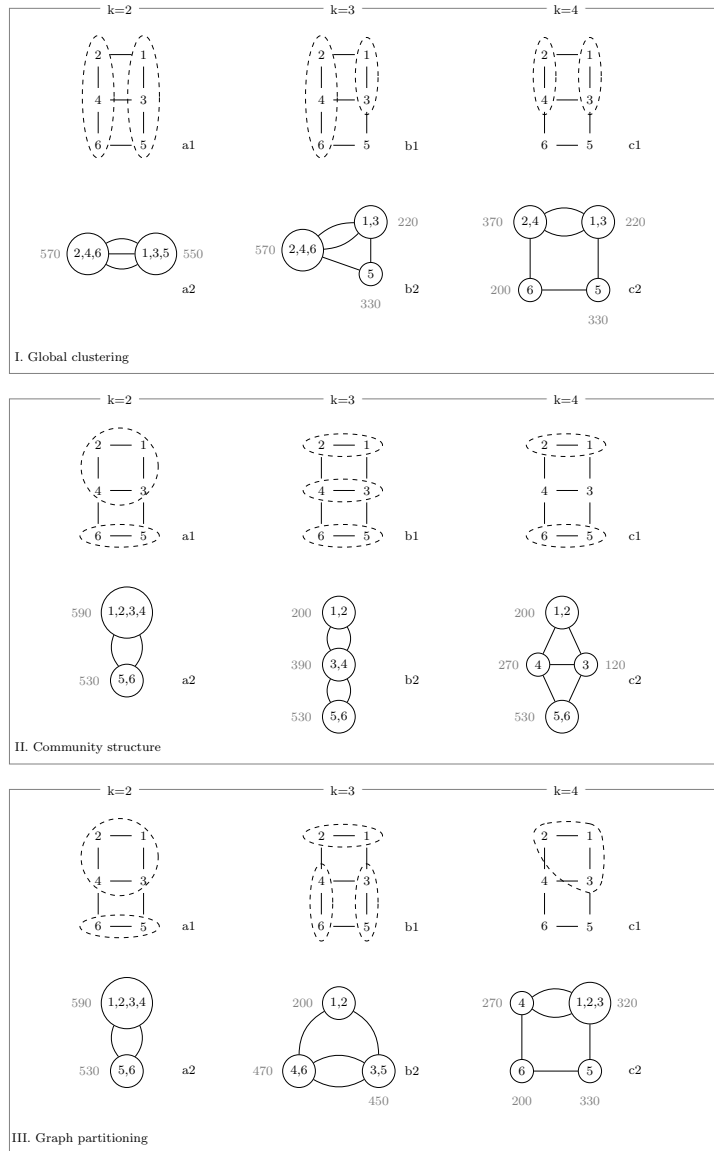 k=2 k=3 k=4
2 1 2 1 2 1
4 3 4 3 4 3
6 5 a1 6 5 b1 6 5 c1
1,3 220 370 2,4 1,3 220
570 2,4,6 1,3,5 550 570 2,4,6
5
a2 b2 200 6 5 c2
330 330
I. Global clustering
k=2 k=3 k=4
2 1 2 1 2 1
4 3 4 3 4 3
6 5 a1 6 5 b1 6 5 c1
590 1,2,3,4 200 1,2 200 1,2
390 3,4 270 4 3 120
530 5,6 a2 b2 c2
530 5,6 530 5,6
II. Community structure
k=2 k=3 k=4
2 1 2 1 2 1
4 3 4 3 4 3
6 5 a1 6 5 b1 6 5 c1
590 1,2,3,4 200 1,2 270 4 1,2,3 320
530 5,6 a2 470 4,6 3,5 b2 6 5 c2
450 200 330
III. Graph partitioning